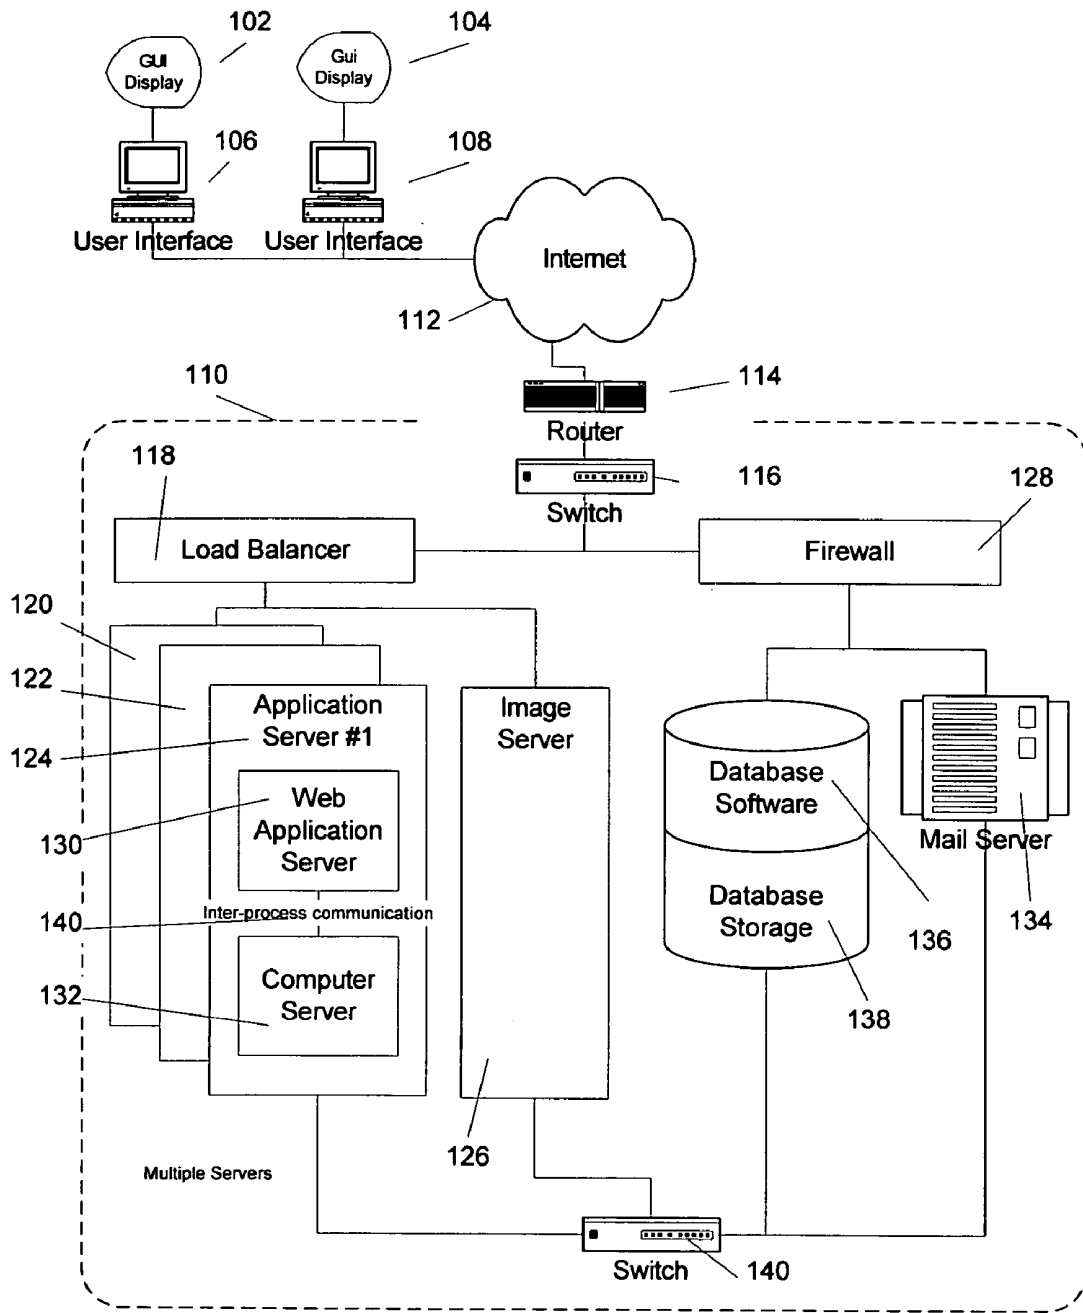 102
104
GUI
Display
Gui
Display
106
108
User Interface
User Interface
Internet
112
110
114
Router
118
116
128
Switch
Load Balancer
Firewall
120
122
124
Application
Server #1
Image
Server
Database
Software
Mail Server
130
Web
Application
Server
140
Inter-process communication
Database
Storage
136
134
132
Computer
Server
138
126
Multiple Servers
Switch
140